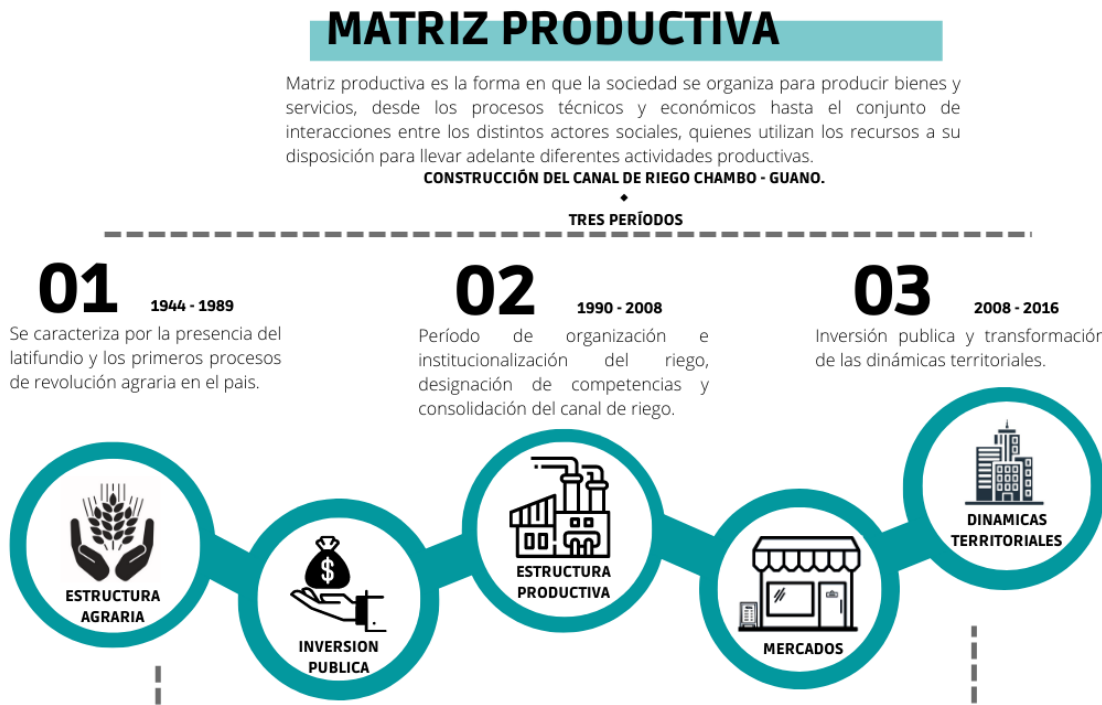 MATRIZ PRODUCTIVA
Matriz productiva es la forma en que la sociedad se organiza para producir bienes y
servicios, desde los procesos técnicos y económicos hasta el conjunto de
interacciones entre los distintos actores sociales, quienes utilizan los recursos a su
disposición para llevar adelante diferentes actividades productivas.
CONSTRUCCIÓN DEL CANAL DE RIEGO CHAMBO - GUANO.
TRES PERÍODOS
01
1944 - 1989
Se caracteriza por la presencia del
latifundio y los primeros procesos
de revolución agraria en el pais.
02
1990 - 2008
Período de organización e
institucionalización del riego,
designación de competencias y
consolidación del canal de riego.
03
2008 - 2016
Inversión publica y transformación
de las dinámicas territoriales.
ESTRUCTURA
AGRARIA
$
INVERSION
PUBLICA
ESTRUCTURA
PRODUCTIVA
MERCADOS
DINAMICAS
TERRITORIALES